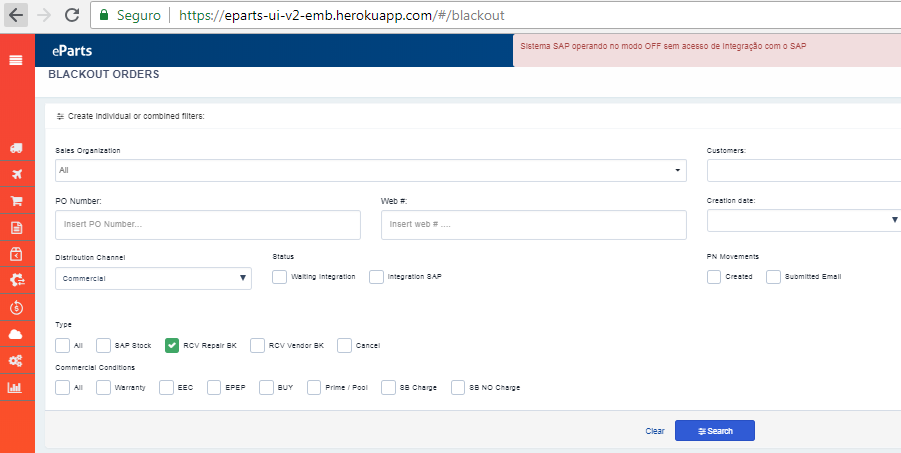 Seguro https://eparts-ui-v2-emb.herokuapp.com/#/blackout
eParts
Sistema SAP operando no modo OFF sem acesso de Integração com o SAP
BLACKOUT ORDERS
Create individual or combined filters:
Sales Organization
Customers:
All
PO Number:
Web #:
Creation date:
Insert PO Number...
Insert web # ....
Distribution Channel
Status
PN Movements
Commercial
Waiting Integration
Integration SAP
Created
Submitted Email
Type
All
SAP Stock
RCV Repair BK
RCV Vendor BK
Cancel
Commercial Conditions
All
Warranty
EEC
EPEP
BUY
Prime / Pool
SB Charge
SB NO Charge
Clear
Search